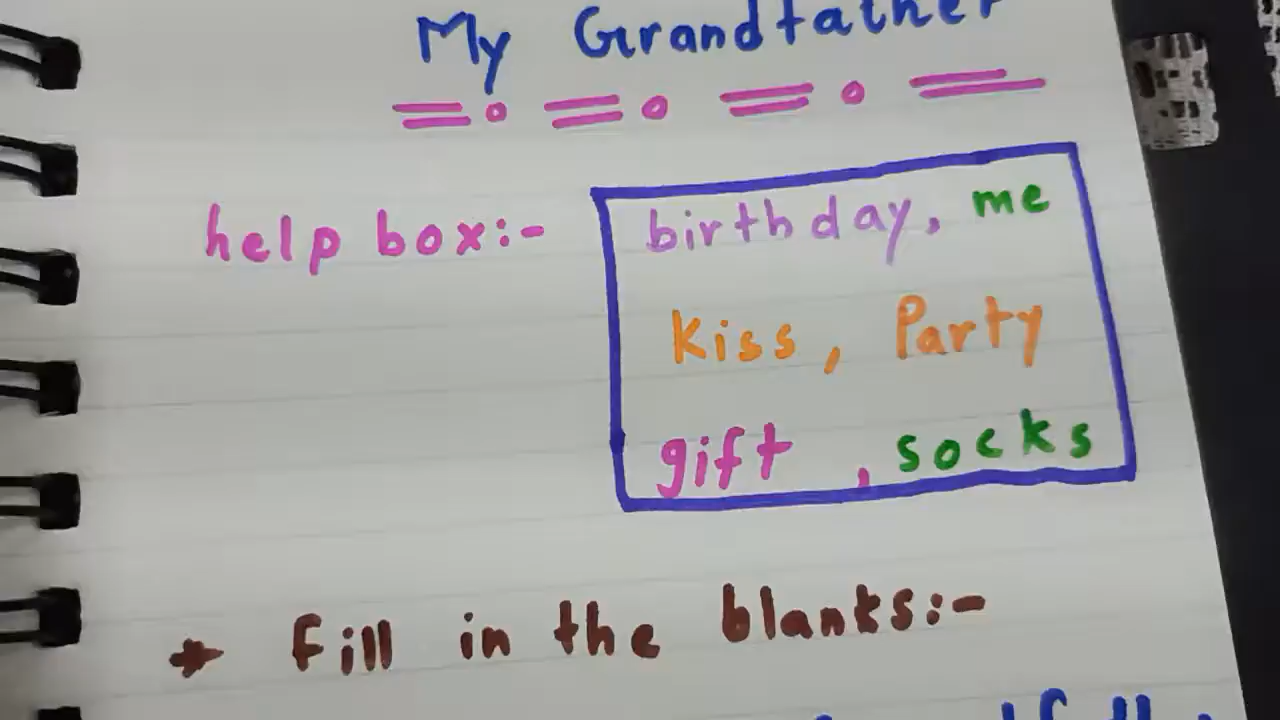 My Grandfather
help box:- birthday, me
Kiss, Party
gift , socks
fill in the blanks:-